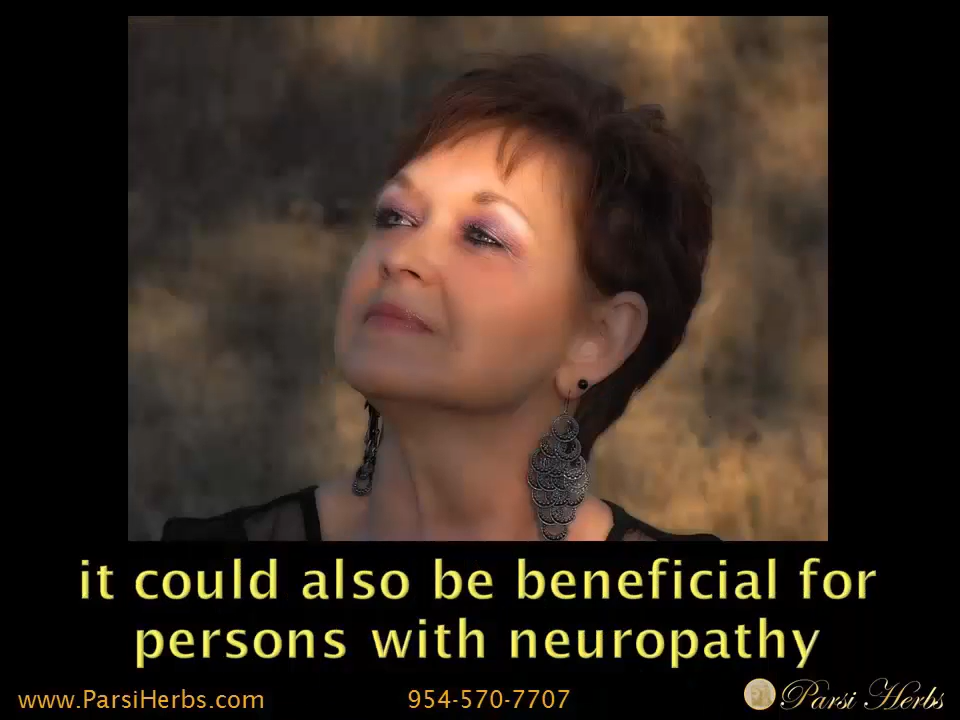 it could also be beneficial for
persons with neuropathy
www.ParsiHerbs.com
954-570-7707
Parsi Herbs